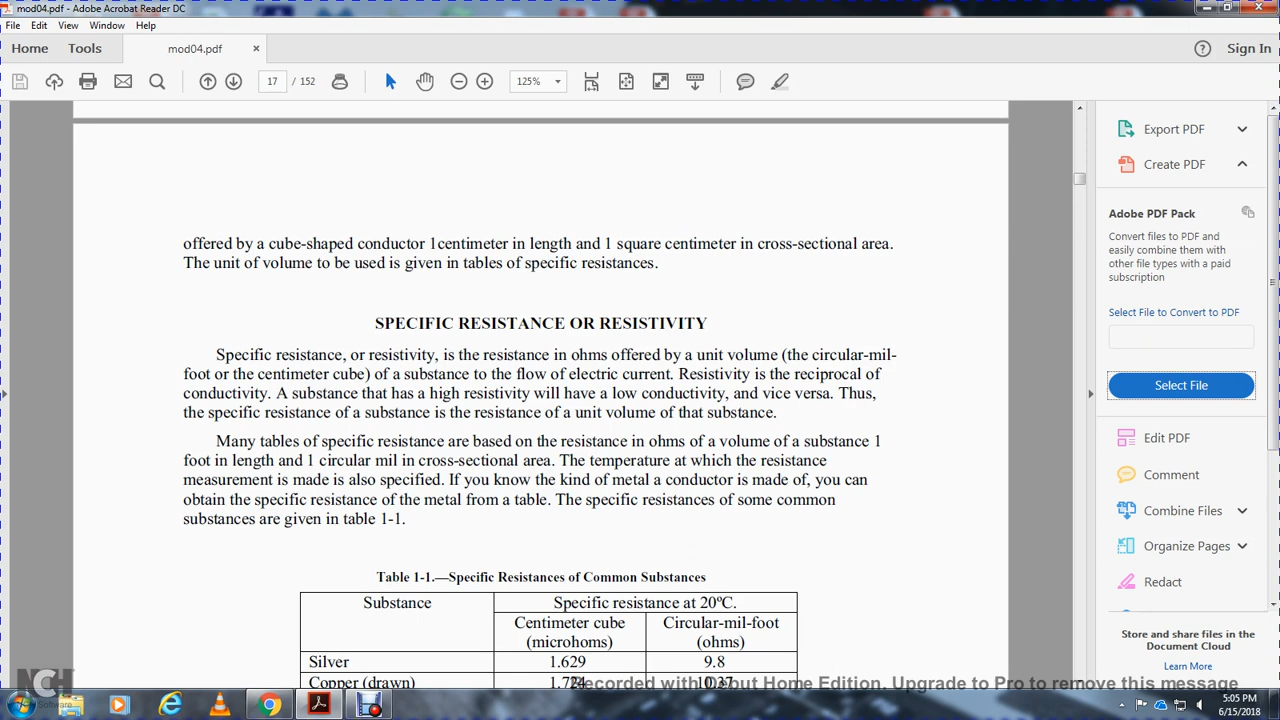 mod04.pdf - Adobe Acrobat Reader DC
File Edit View Window Help
Home Tools mod04.pdf × ? Sign In
17 / 152 125%
offered by a cube-shaped conductor 1centimeter in length and 1 square centimeter in cross-sectional area.
The unit of volume to be used is given in tables of specific resistances.
SPECIFIC RESISTANCE OR RESISTIVITY
Specific resistance, or resistivity, is the resistance in ohms offered by a unit volume (the circular-mil-
foot or the centimeter cube) of a substance to the flow of electric current. Resistivity is the reciprocal of
conductivity. A substance that has a high resistivity will have a low conductivity, and vice versa. Thus,
the specific resistance of a substance is the resistance of a unit volume of that substance.
Many tables of specific resistance are based on the resistance in ohms of a volume of a substance 1
foot in length and 1 circular mil in cross-sectional area. The temperature at which the resistance
measurement is made is also specified. If you know the kind of metal a conductor is made of, you can
obtain the specific resistance of the metal from a table. The specific resistances of some common
substances are given in table 1-1.
Table 1-1.—Specific Resistances of Common Substances
Substance Specific resistance at 20ºC.
Centimeter cube Circular-mil-foot
(microhoms) (ohms)
Silver 1.629 9.8
Copper (drawn) 1.724 10.37
Export PDF
Create PDF
Adobe PDF Pack
Convert files to PDF and
easily combine them with
other file types with a paid
subscription
Select File to Convert to PDF
Select File
Edit PDF
Comment
Combine Files
Organize Pages
Redact
Store and share files in the
Document Cloud
Learn More
NCH
Software
Recorded with Debut Home Edition. Upgrade to Pro to remove this message
5:05 PM
6/15/2018